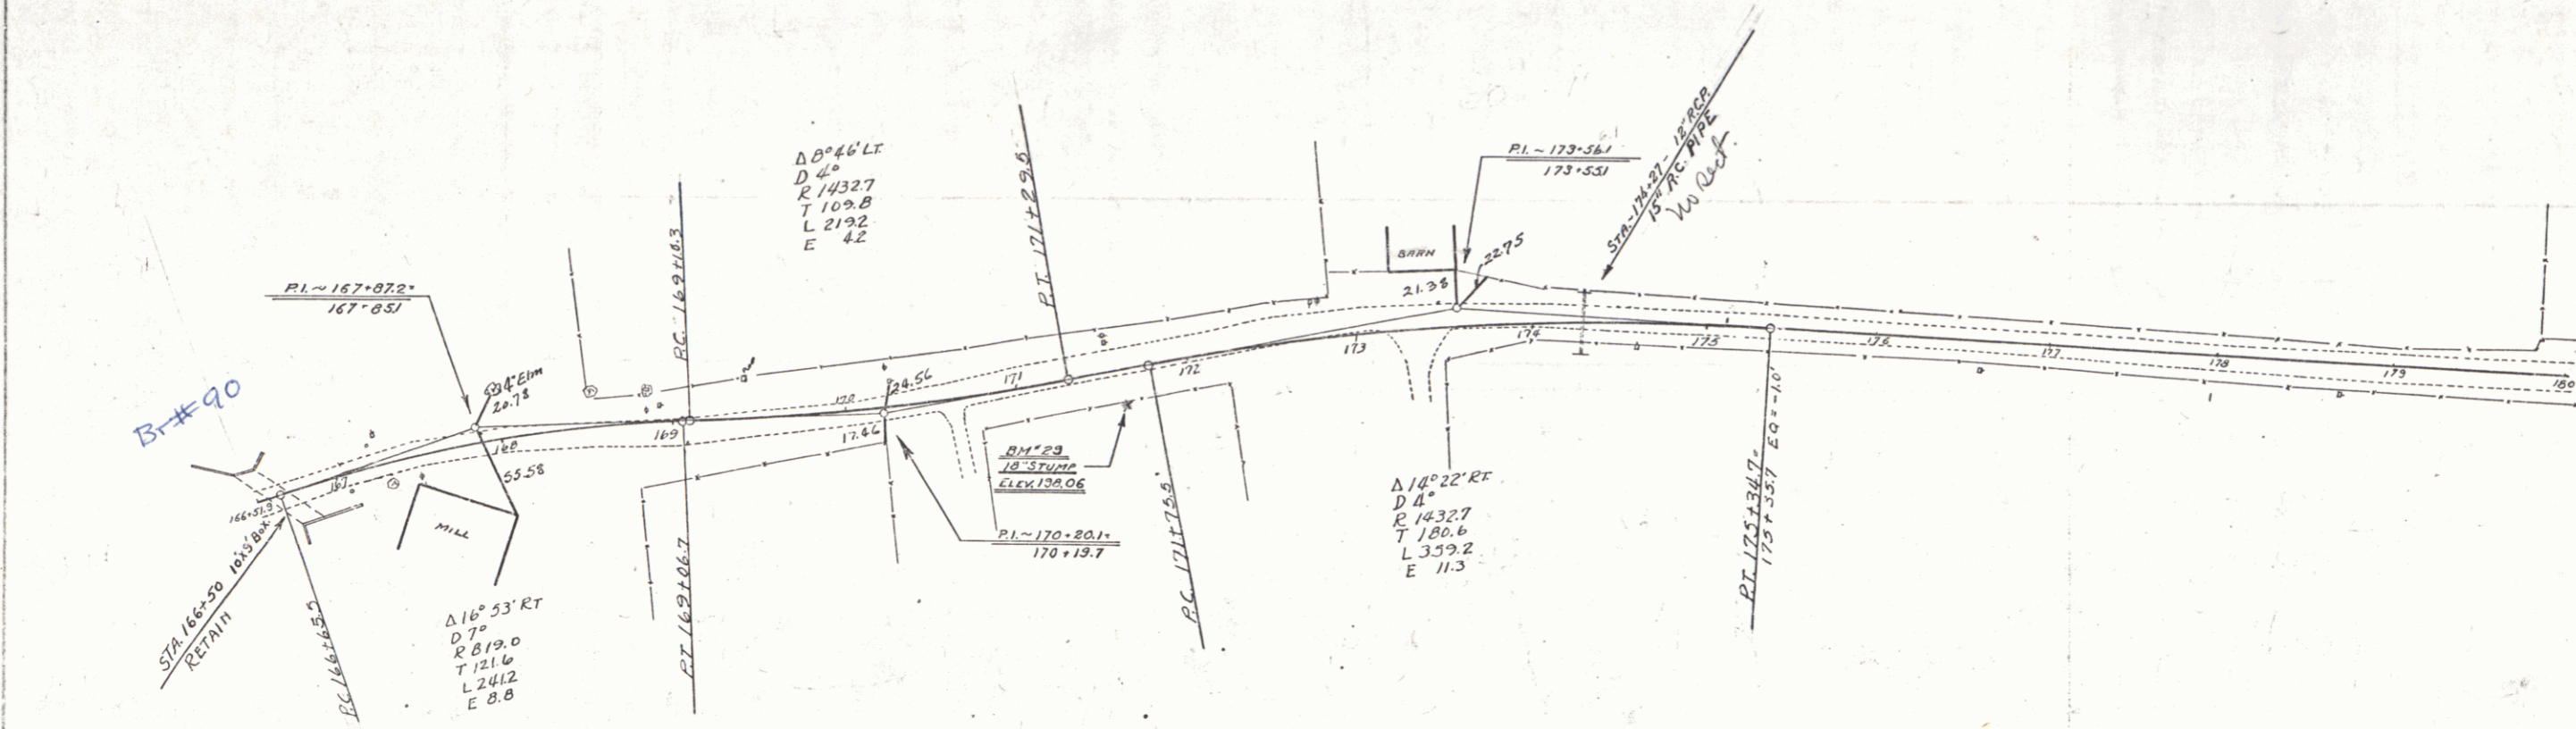 Br#90
P.I. ~ 167+87.2=
167+85.1
34" Elm
20.78
55.58
MILL
166+51.9
10'x9' Box
STA. 166+50
RETAIN
P.C. 166+65.5
Δ 16° 53' RT
D 7°
R 819.0
T 121.6
L 241.2
E 8.8
167
168
169
170
171
172
173
174
175
176
177
178
179
180
P.C. 169+10.3
P.T. 169+06.7
Δ 8° 46' LT.
D 4°
R 1432.7
T 109.8
L 219.2
E 4.2
24.56
17.46
P.T. 171+29.5
BM #29
18" STUMP
ELEV. 198.06
P.I. ~ 170+20.1=
170+19.7
P.C. 171+75.5
BARN
21.38
22.75
P.I. ~ 173+56.1
173+55.1
STA. ~ 174+27 - 12" R.C.P.
15" R.C. PIPE
No Sect.
Δ 14° 22' RT.
D 4°
R 1432.7
T 180.6
L 359.2
E 11.3
P.T. 175+34.7=
175+35.7 EQ = -1.0'